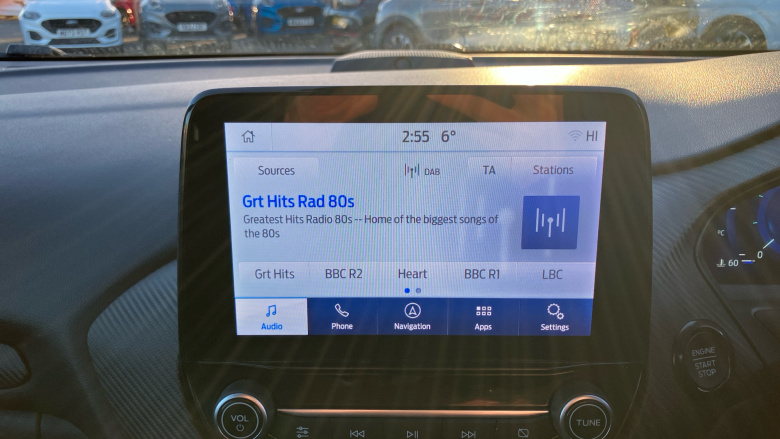 2:55 6° HI
Sources DAB TA Stations
Grt Hits Rad 80s
Greatest Hits Radio 80s -- Home of the biggest songs of
the 80s
Grt Hits BBC R2 Heart BBC R1 LBC
Audio Phone Navigation Apps Settings
°C
60
0
ENGINE
START
STOP
VOL
TUNE